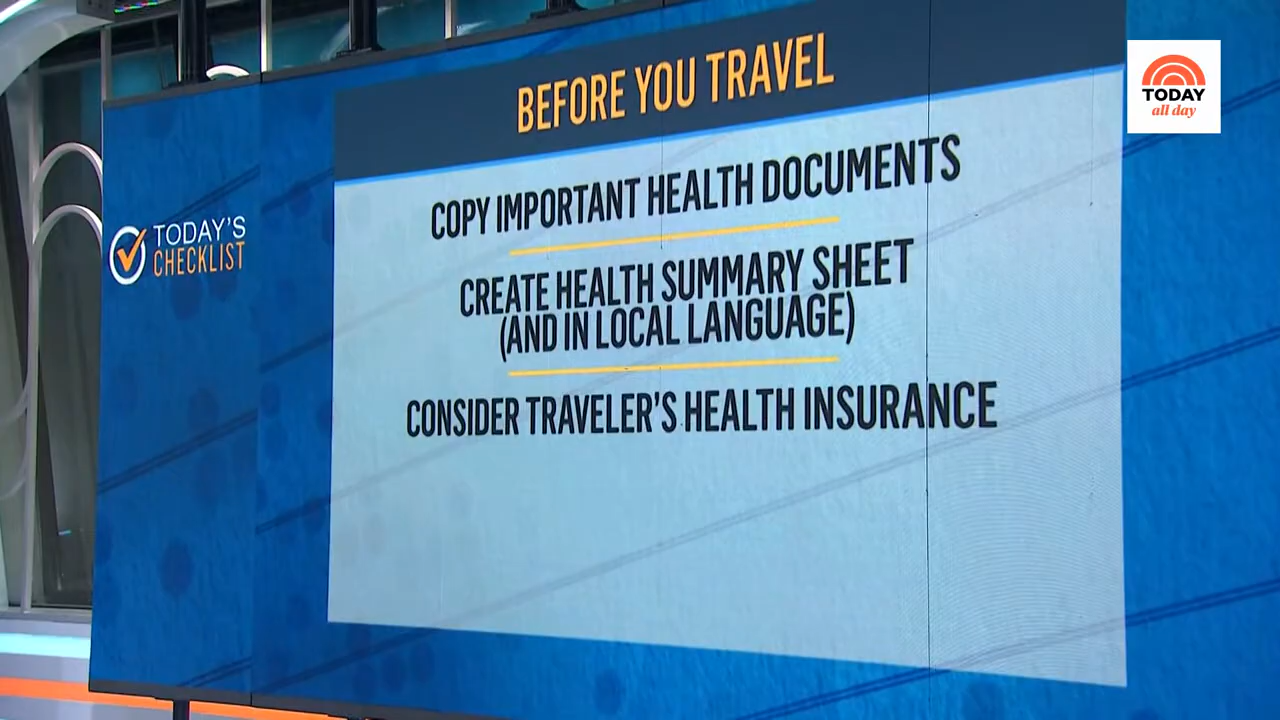 BEFORE YOU TRAVEL
COPY IMPORTANT HEALTH DOCUMENTS
CREATE HEALTH SUMMARY SHEET
(AND IN LOCAL LANGUAGE)
CONSIDER TRAVELER'S HEALTH INSURANCE
TODAY'S
CHECKLIST
TODAY
all day